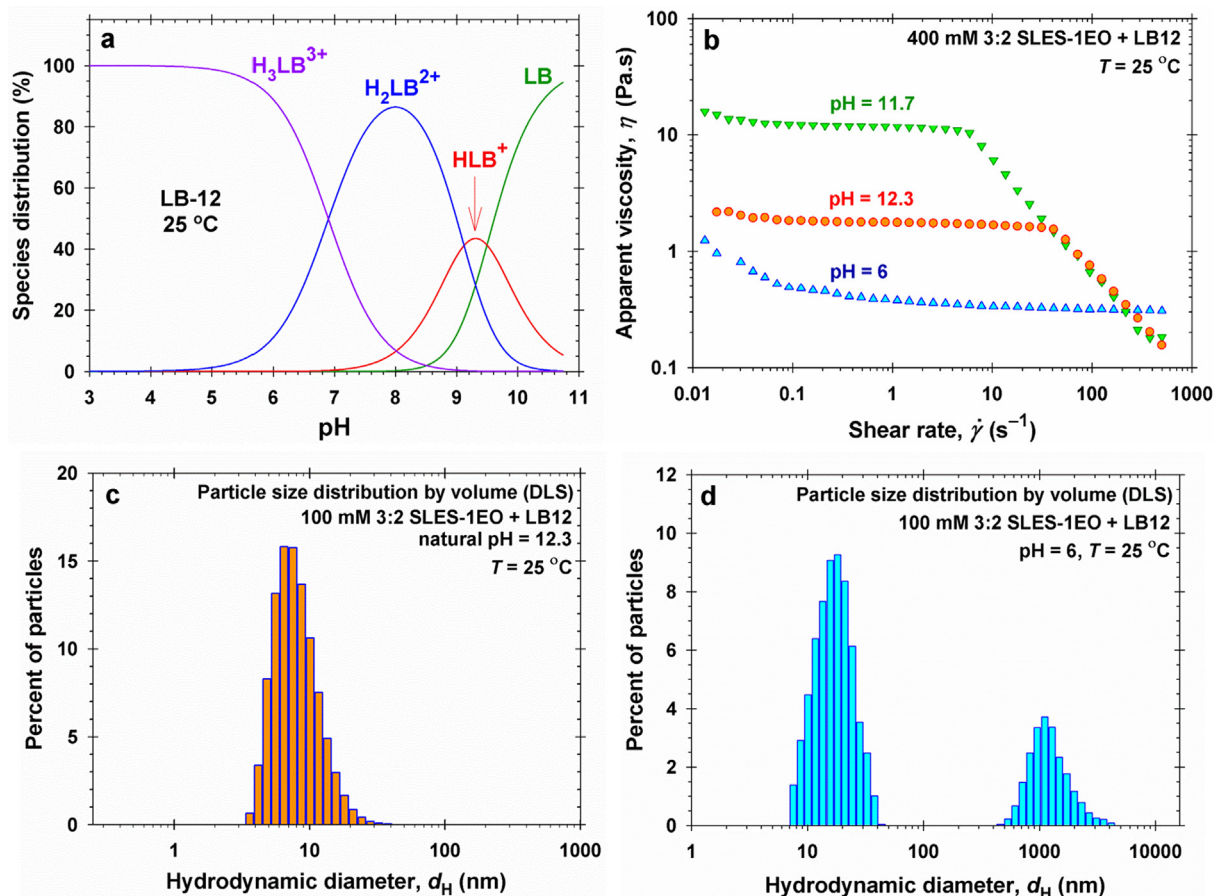 a
H₃LB³⁺
H₂LB²⁺
LB
HLB⁺
LB-12
25 °C
Species distribution (%)
100
80
60
40
20
0
3 4 5 6 7 8 9 10 11
pH
b
400 mM 3:2 SLES-1EO + LB12
T = 25 °C
pH = 11.7
pH = 12.3
pH = 6
Apparent viscosity, η (Pa.s)
100
10
1
0.1
0.01 0.1 1 10 100 1000
Shear rate, γ̇ (s⁻¹)
c
Particle size distribution by volume (DLS)
100 mM 3:2 SLES-1EO + LB12
natural pH = 12.3
T = 25 °C
Percent of particles
20
15
10
5
0
1 10 100 1000
Hydrodynamic diameter, d_H (nm)
d
Particle size distribution by volume (DLS)
100 mM 3:2 SLES-1EO + LB12
pH = 6, T = 25 °C
Percent of particles
12
10
8
6
4
2
0
1 10 100 1000 10000
Hydrodynamic diameter, d_H (nm)